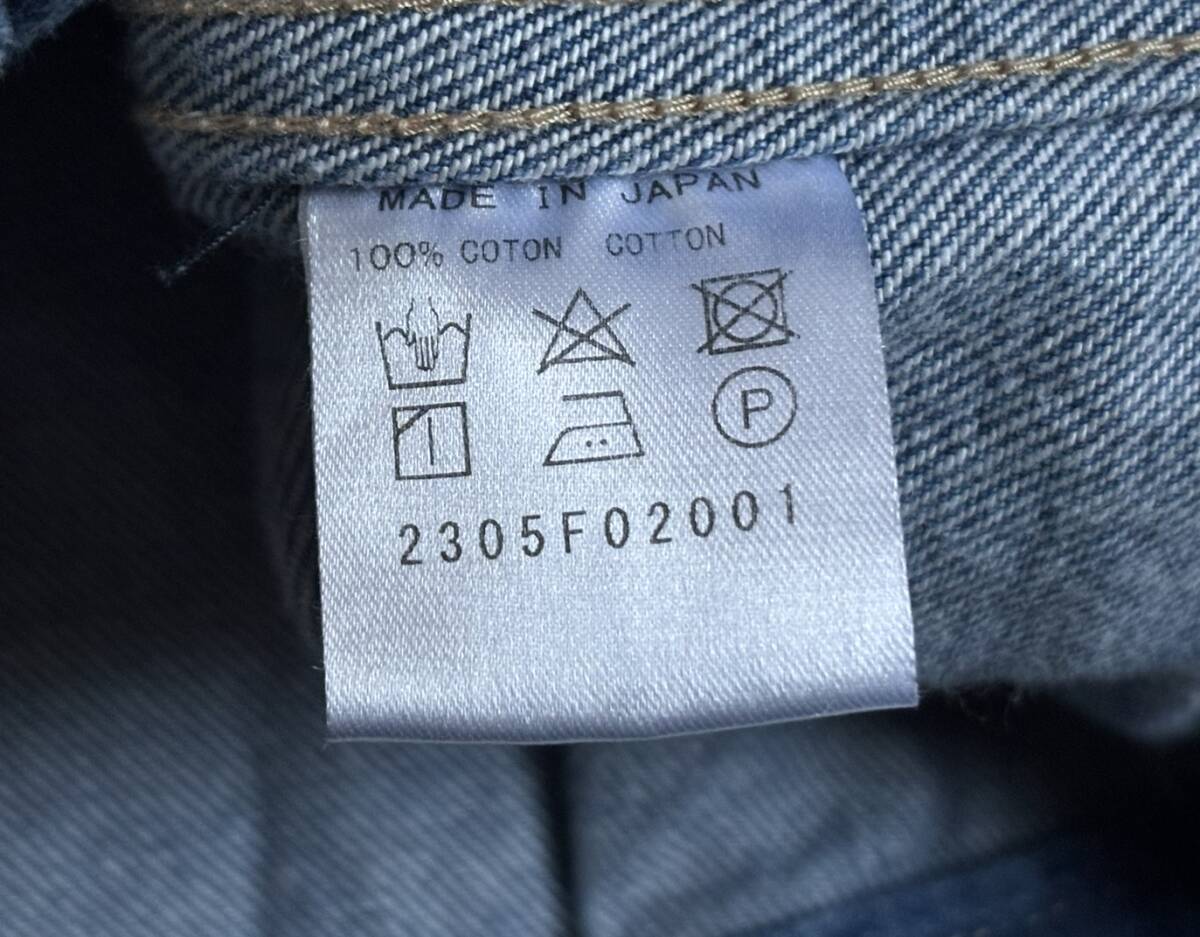 MADE IN JAPAN
100% COTON COTTON
P
2305F02001